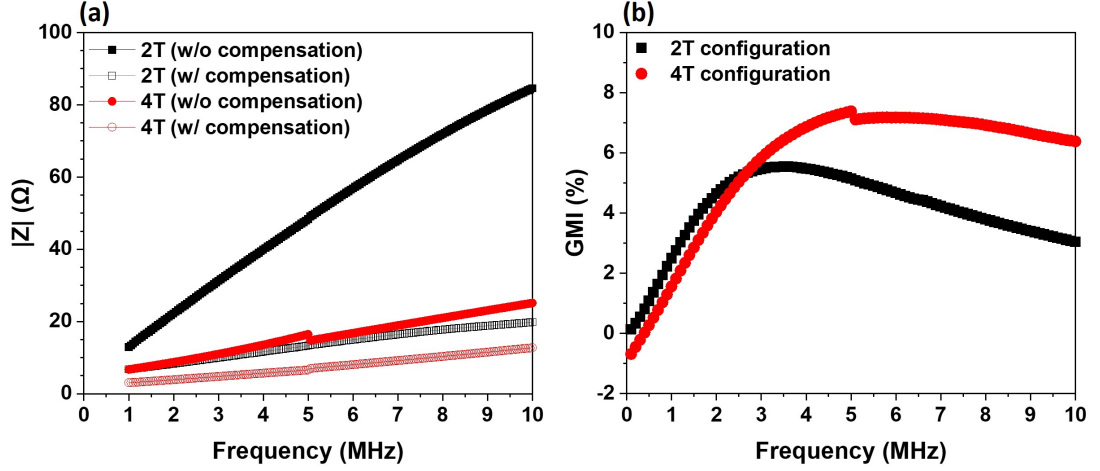 (a)
100
80
60
40
20
0
|Z| (Ω)
2T (w/o compensation)
2T (w/ compensation)
4T (w/o compensation)
4T (w/ compensation)
0 1 2 3 4 5 6 7 8 9 10
Frequency (MHz)
(b)
10
8
6
4
2
0
-2
GMI (%)
2T configuration
4T configuration
0 1 2 3 4 5 6 7 8 9 10
Frequency (MHz)